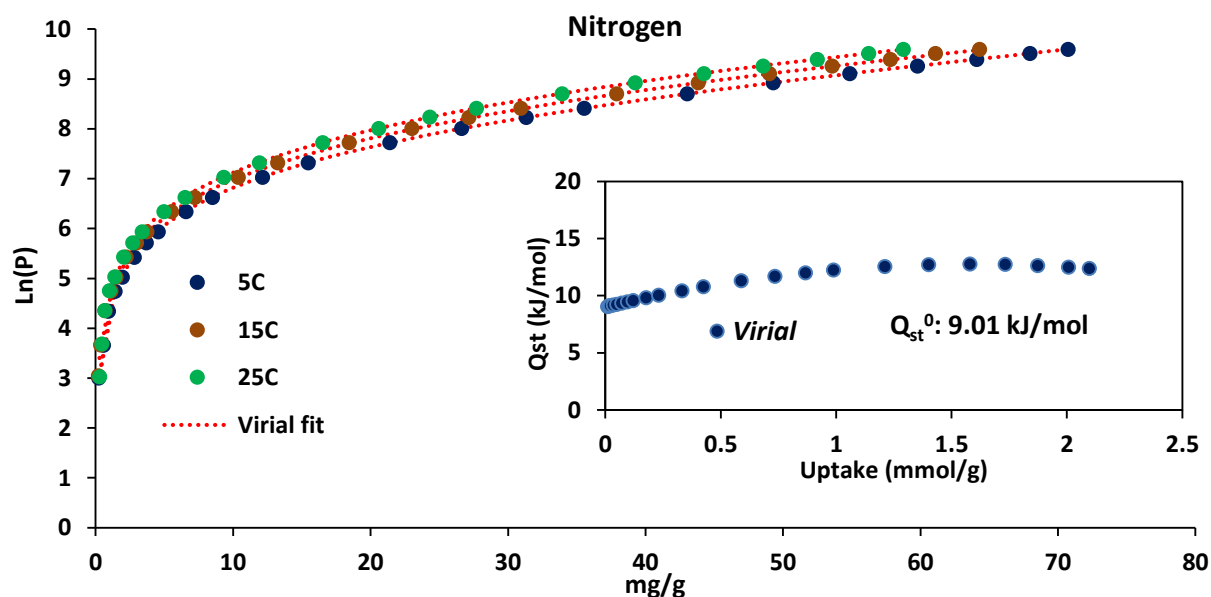 Nitrogen
10
9
8
7
6
5
4
3
2
1
0
Ln(P)
5C
15C
25C
Virial fit
0
10
20
30
40
50
60
70
80
mg/g
20
15
10
5
0
Qst (kJ/mol)
Virial
Qst⁰: 9.01 kJ/mol
0
0.5
1
1.5
2
2.5
Uptake (mmol/g)